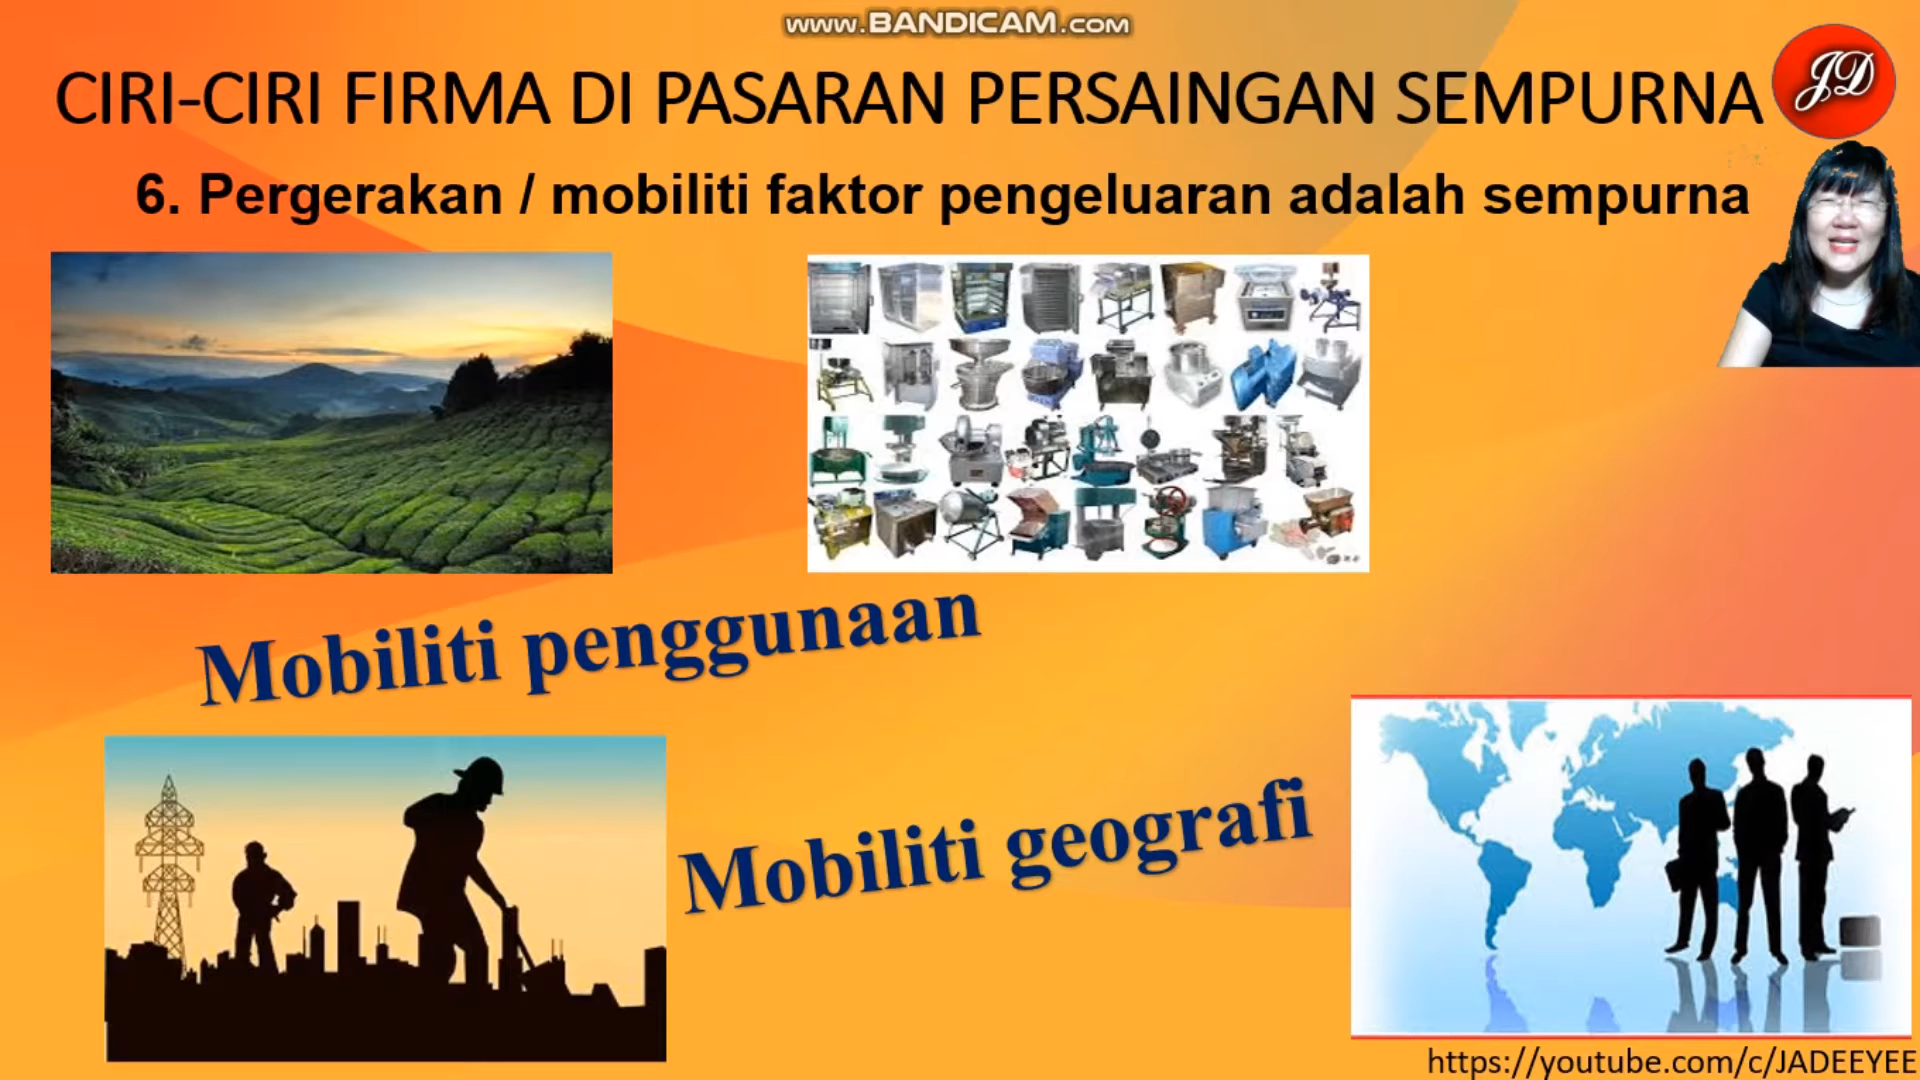 www.BANDICAM.com
CIRI-CIRI FIRMA DI PASARAN PERSAINGAN SEMPURNA
JD
6. Pergerakan / mobiliti faktor pengeluaran adalah sempurna
Mobiliti penggunaan
Mobiliti geografi
https://youtube.com/c/JADEEYEE